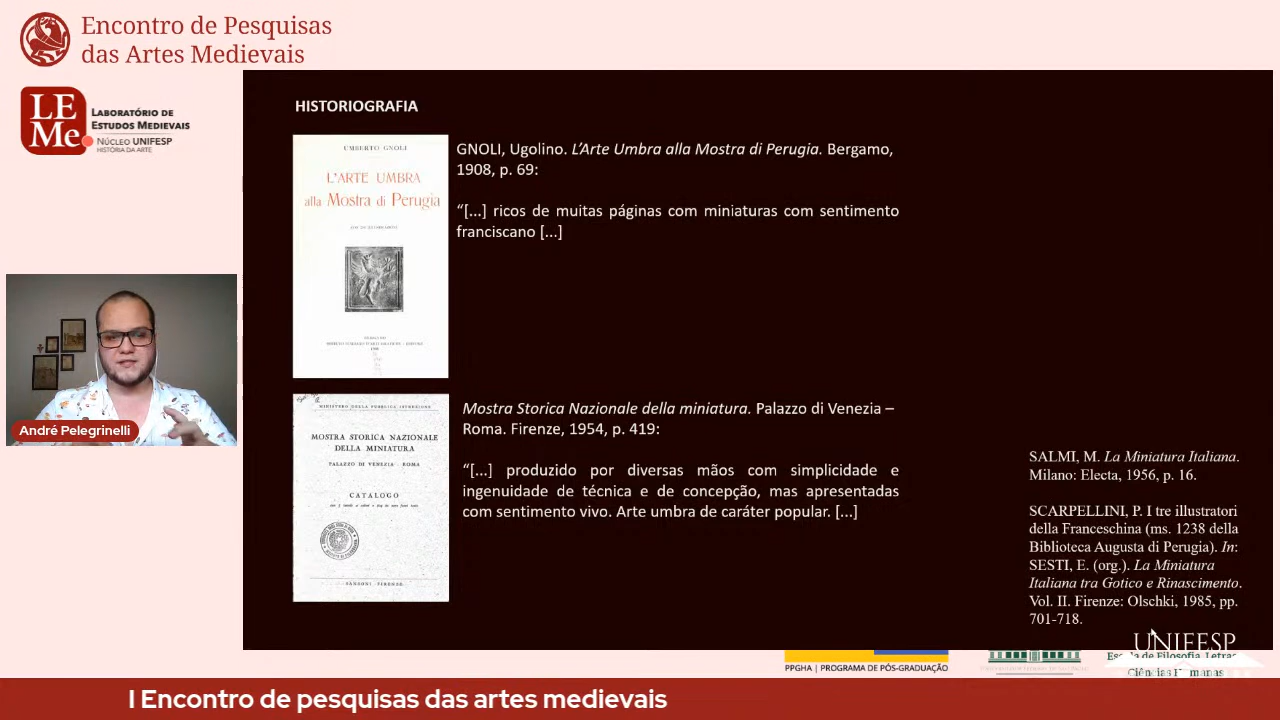 Encontro de Pesquisas
das Artes Medievais
LE
Me
LABORATÓRIO DE
ESTUDOS MEDIEVAIS
NÚCLEO UNIFESP
HISTÓRIA DA ARTE
HISTORIOGRAFIA
UMBERTO GNOLI
L'ARTE UMBRA
alla Mostra di Perugia
GNOLI, Ugolino. L'Arte Umbra alla Mostra di Perugia. Bergamo,
1908, p. 69:
“[...] ricos de muitas páginas com miniaturas com sentimento
franciscano [...]
André Pelegrinelli
MINISTERO DELLA PUBBLICA ISTRUZIONE
MOSTRA STORICA NAZIONALE
DELLA MINIATURA
PALAZZO DI VENEZIA - ROMA
CATALOGO
SANSONI - FIRENZE
Mostra Storica Nazionale della miniatura. Palazzo di Venezia –
Roma. Firenze, 1954, p. 419:
“[...] produzido por diversas mãos com simplicidade e
ingenuidade de técnica e de concepção, mas apresentadas
com sentimento vivo. Arte umbra de caráter popular. [...]
SALMI, M. La Miniatura Italiana.
Milano: Electa, 1956, p. 16.
SCARPELLINI, P. I tre illustratori
della Franceschina (ms. 1238 della
Biblioteca Augusta di Perugia). In:
SESTI, E. (org.). La Miniatura
Italiana tra Gotico e Rinascimento.
Vol. II. Firenze: Olschki, 1985, pp.
701-718.
UNIFESP
PPGHA | PROGRAMA DE PÓS-GRADUAÇÃO
Escola de Filosofia, Letras
I Encontro de pesquisas das artes medievais